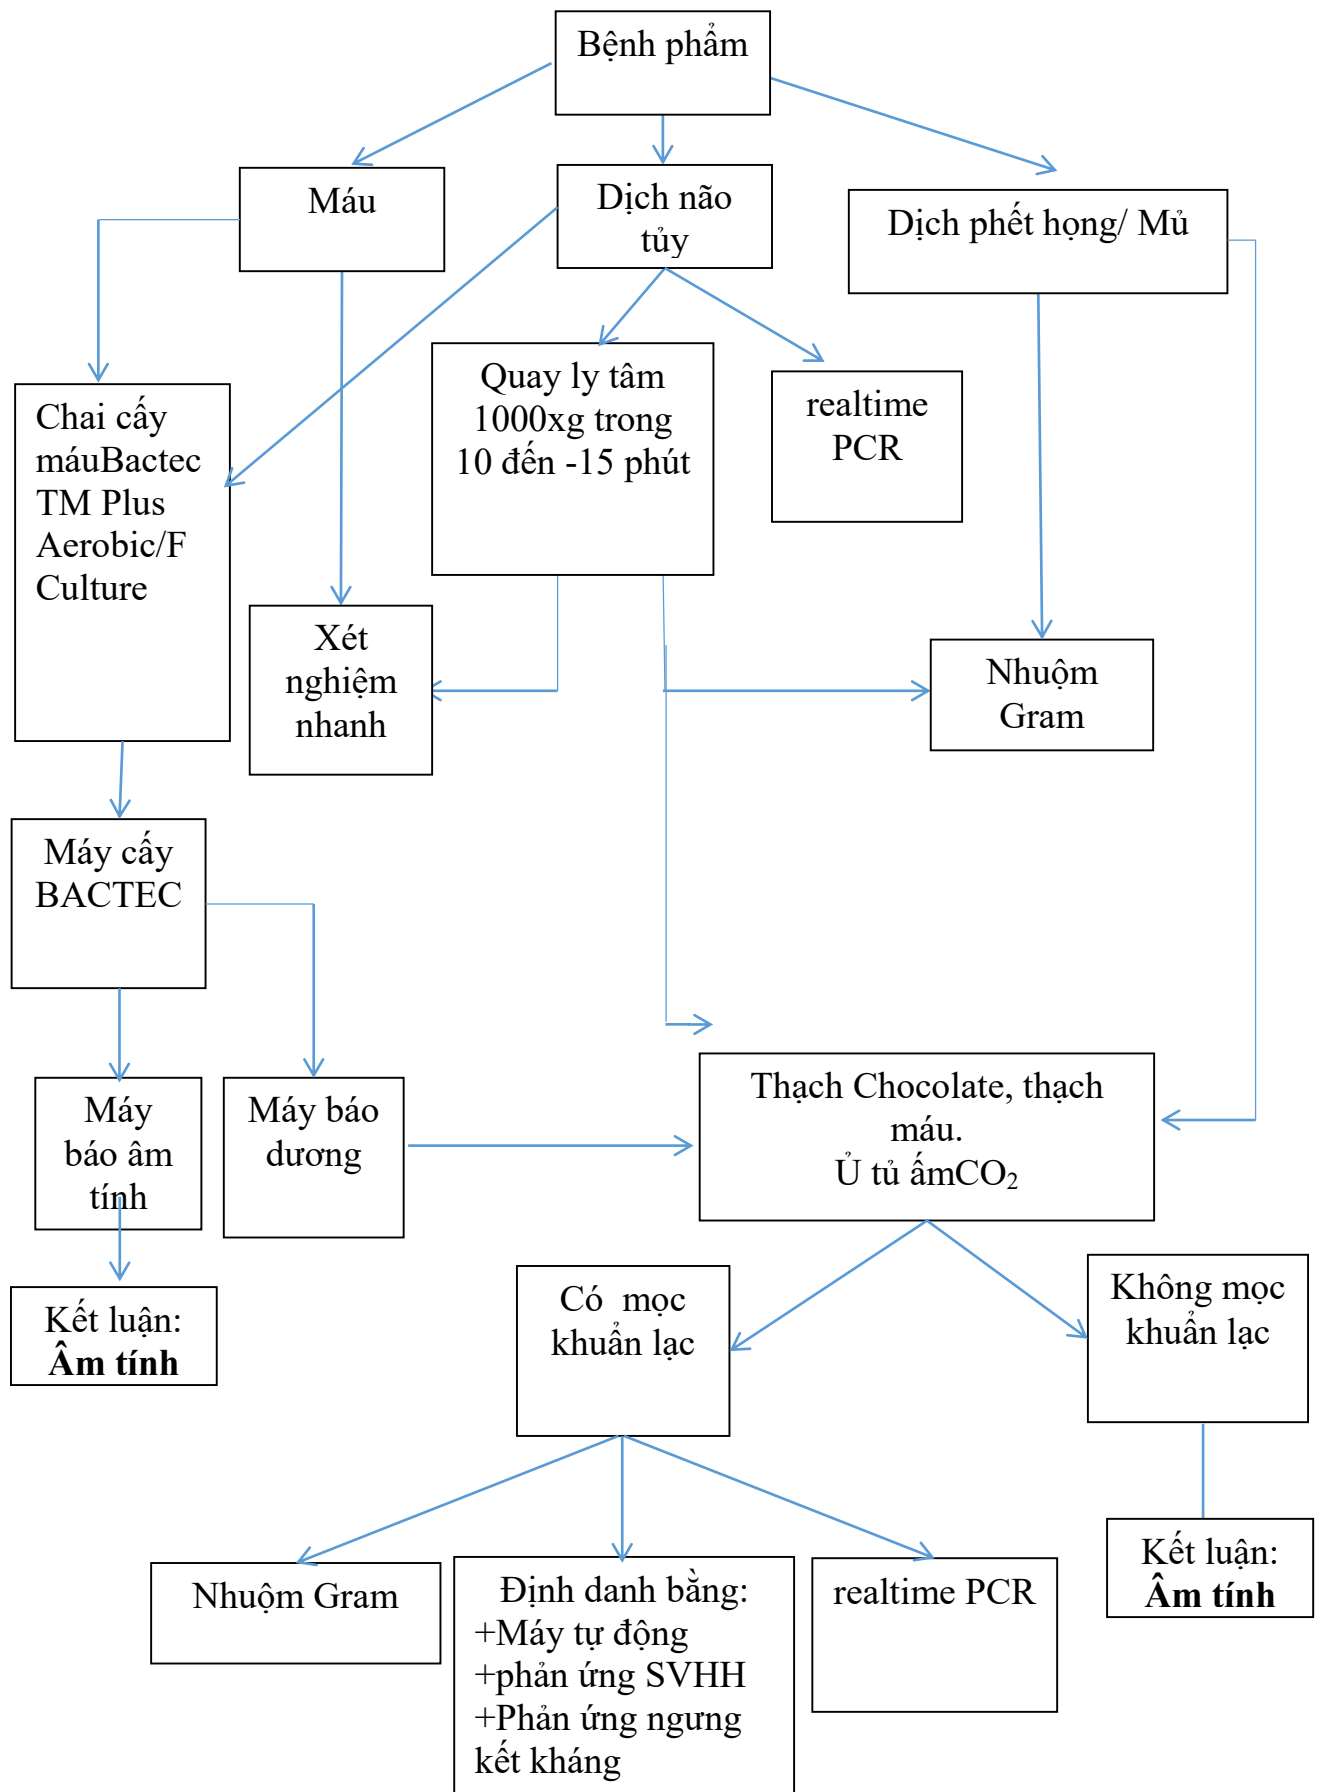 Bệnh phẩm
Máu
Dịch não
tủy
Dịch phết họng/ Mủ
Chai cấy
máuBactec
TM Plus
Aerobic/F
Culture
Quay ly tâm
1000xg trong
10 đến -15 phút
realtime
PCR
Xét
nghiệm
nhanh
Nhuộm
Gram
Máy cấy
BACTEC
Máy
báo âm
tính
Máy báo
dương
Thạch Chocolate, thạch
máu.
Ủ tủ ấmCO₂
Kết luận:
Âm tính
Có  mọc
khuẩn lạc
Không mọc
khuẩn lạc
Nhuộm Gram
Định danh bằng:
+Máy tự động
+phản ứng SVHH
+Phản ứng ngưng
kết kháng
realtime PCR
Kết luận:
Âm tính